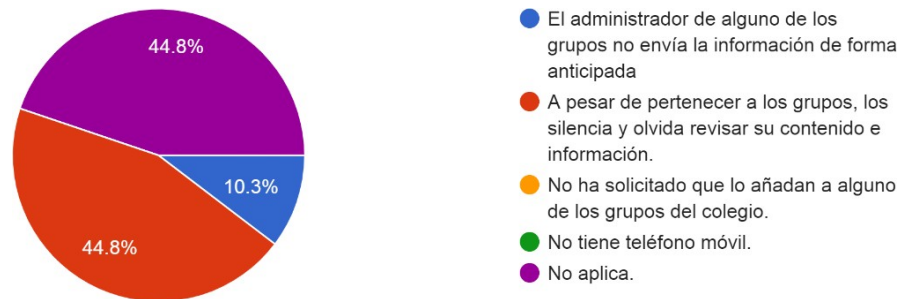 44.8%
10.3%
44.8%
El administrador de alguno de los
grupos no envía la información de forma
anticipada
A pesar de pertenecer a los grupos, los
silencia y olvida revisar su contenido e
información.
No ha solicitado que lo añadan a alguno
de los grupos del colegio.
No tiene teléfono móvil.
No aplica.